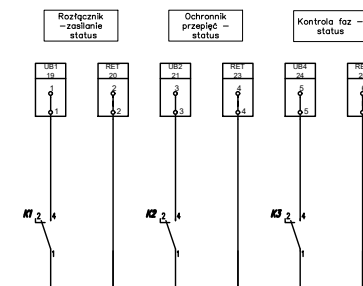 Rozłącznik
–zasilanie
status
Ochronnik
przepięć –
status
Kontrola faz –
status
UB1 RET UB2 RET UB4
19 20 21 23 24
1 2 3 4 5
1 2 3 4 5
K1 2 4 K2 2 4 K3 2 4
1 1 1